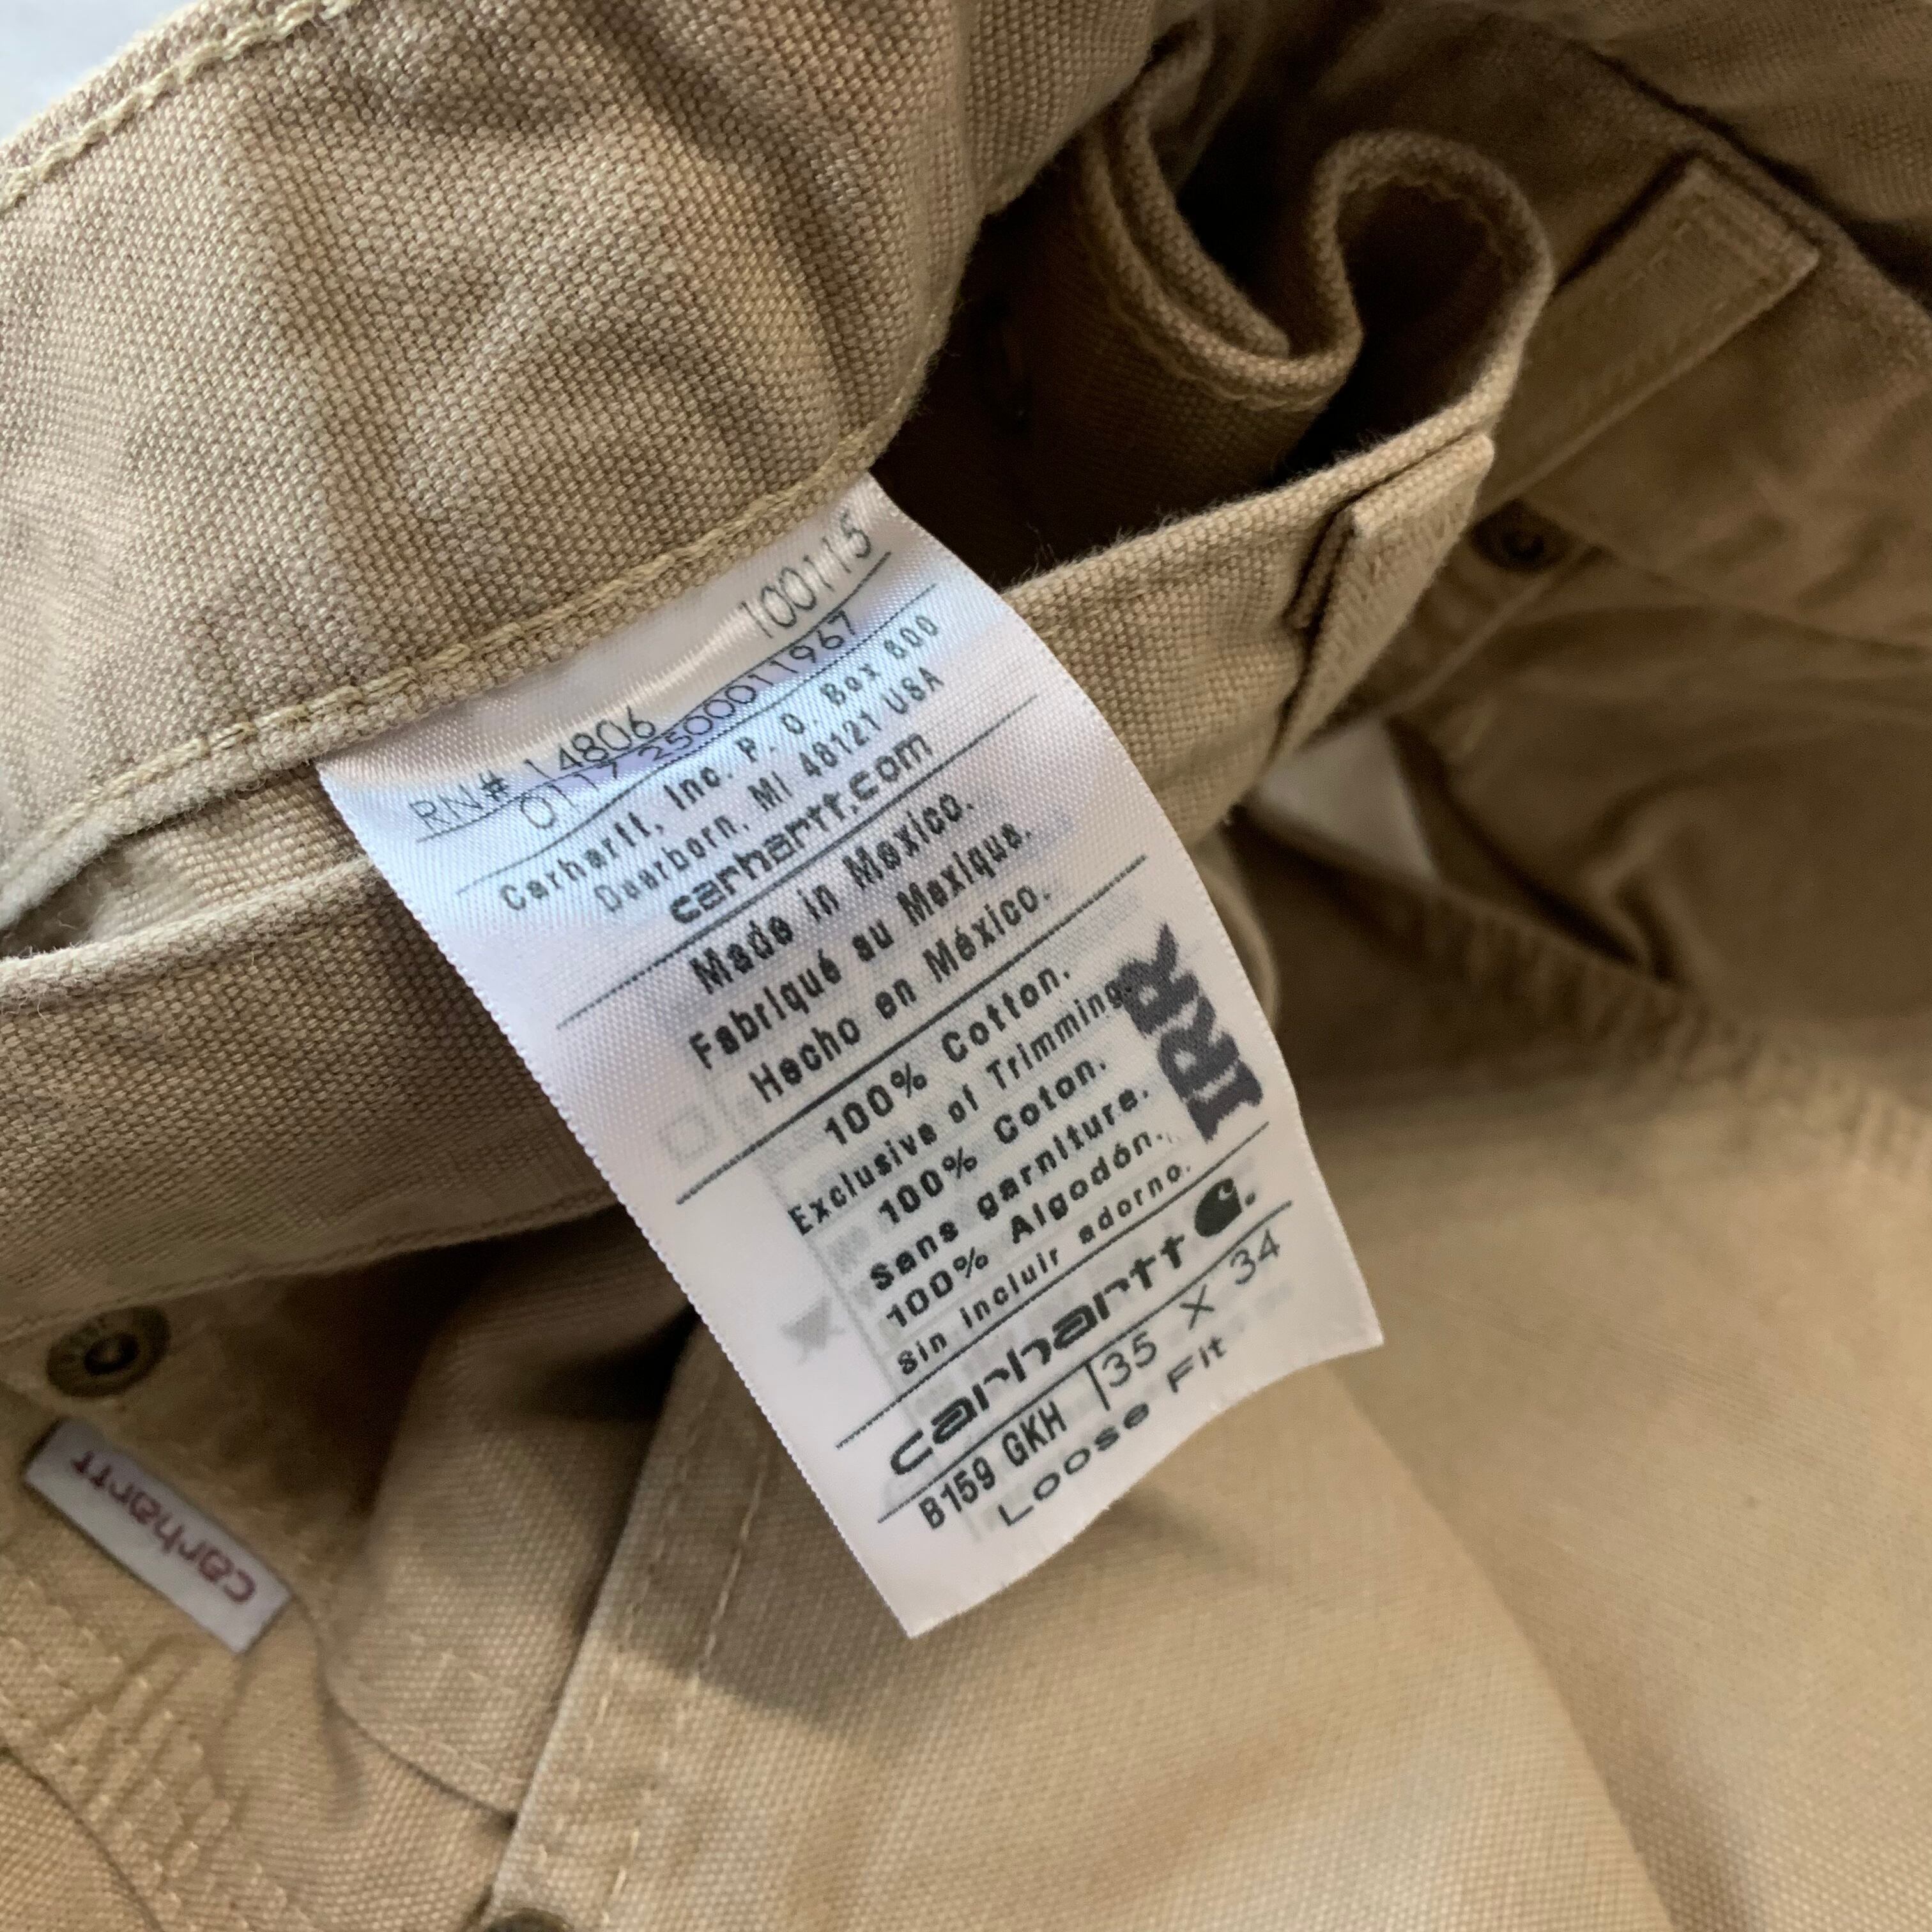 RN# 14806 100115
0117 2500011967
Carhartt, Inc. P. O. Box 600
Dearborn, MI 48121 USA
carhartt.com
Made in Mexico.
Fabriqué au Mexique.
Hecho en México.
100% Cotton.
Exclusive of Trimming.
100% Coton.
Sans garniture.
100% Algodón.
Sin incluir adorno.
IRR
carhartt
B159 GKH 35 X 34
Loose Fit
carhartt